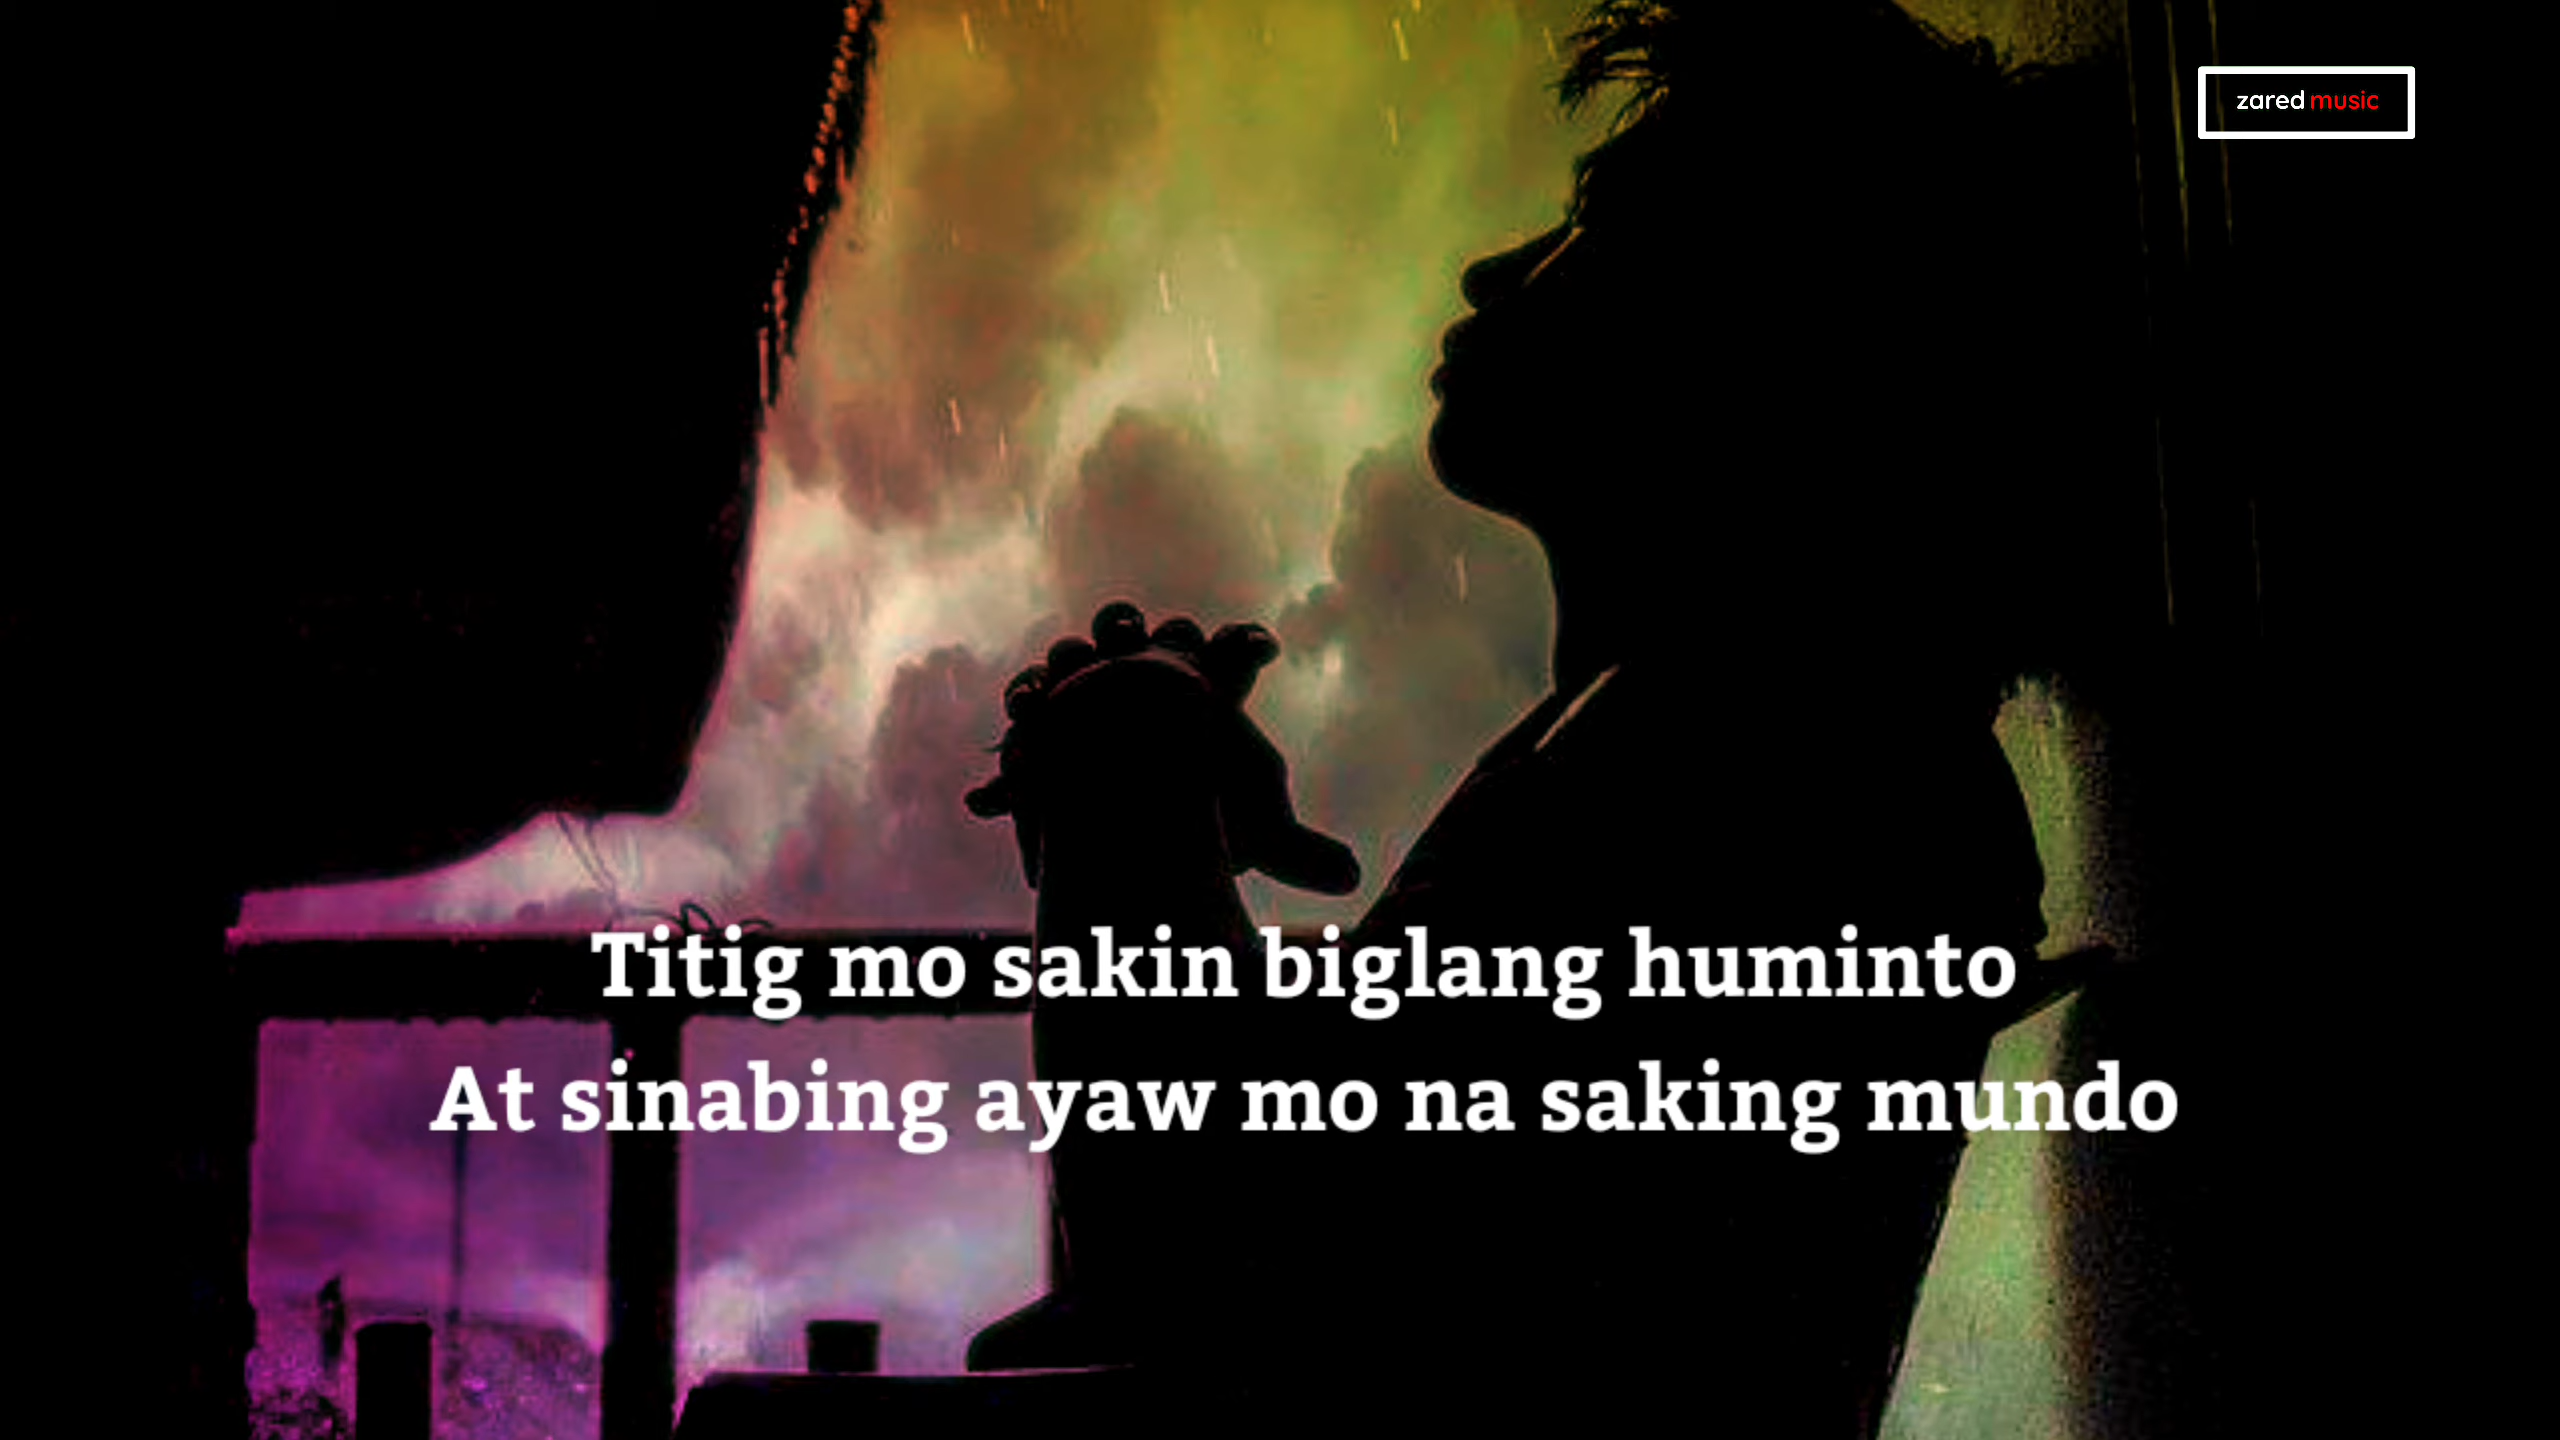 zared music
Titig mo sakin biglang huminto
At sinabing ayaw mo na saking mundo